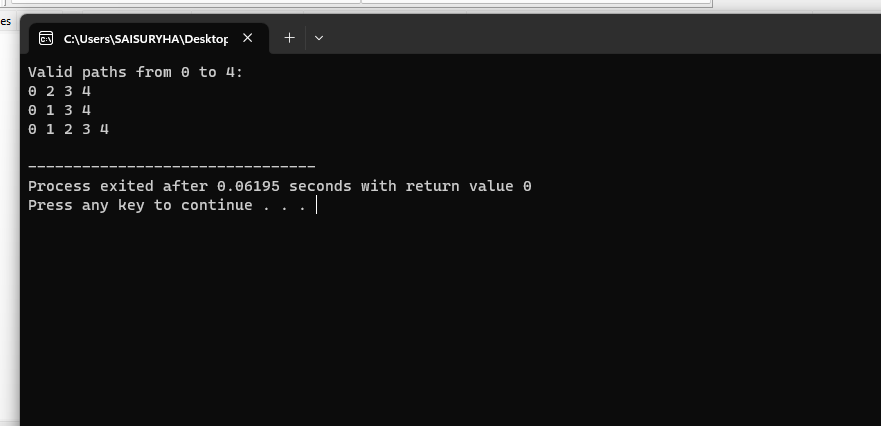 es
C:\Users\SAISURYHA\Desktop
Valid paths from 0 to 4:
0 2 3 4
0 1 3 4
0 1 2 3 4
--------------------------------
Process exited after 0.06195 seconds with return value 0
Press any key to continue . . .